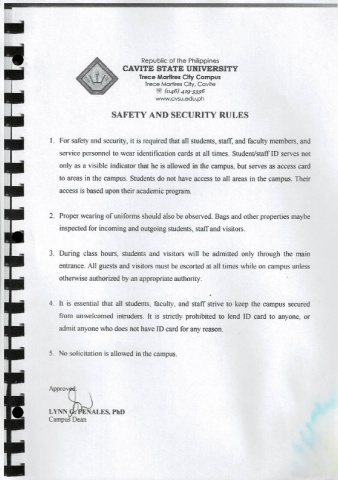 Republic of the Philippines
CAVITE STATE UNIVERSITY
Trece Martires City Campus
Trece Martires City, Cavite
☏ (046) 419-3328
www.cvsu.edu.ph
SAFETY AND SECURITY RULES
1. For safety and security, it is required that all students, staff, and faculty members, and
service personnel to wear identification cards at all times. Student/staff ID serves not
only as a visible indicator that he is allowed in the campus, but serves as access card
to areas in the campus. Students do not have access to all areas in the campus. Their
access is based upon their academic program.
2. Proper wearing of uniforms should also be observed. Bags and other properties maybe
inspected for incoming and outgoing students, staff and visitors.
3. During class hours, students and visitors will be admitted only through the main
entrance. All guests and visitors must be escorted at all times while on campus unless
otherwise authorized by an appropriate authority.
4. It is essential that all students, faculty, and staff strive to keep the campus secured
from unwelcomed intruders. It is strictly prohibited to lend ID card to anyone, or
admit anyone who does not have ID card for any reason.
5. No solicitation is allowed in the campus.
Approved:
LYNN G. PENALES, PhD
Campus Dean